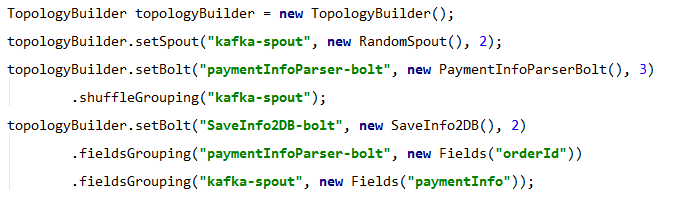 TopologyBuilder topologyBuilder = new TopologyBuilder();
topologyBuilder.setSpout("kafka-spout", new RandomSpout(), 2);
topologyBuilder.setBolt("paymentInfoParser-bolt", new PaymentInfoParserBolt(), 3)
.shuffleGrouping("kafka-spout");
topologyBuilder.setBolt("SaveInfo2DB-bolt", new SaveInfo2DB(), 2)
.fieldsGrouping("paymentInfoParser-bolt", new Fields("orderId"))
.fieldsGrouping("kafka-spout", new Fields("paymentInfo"));